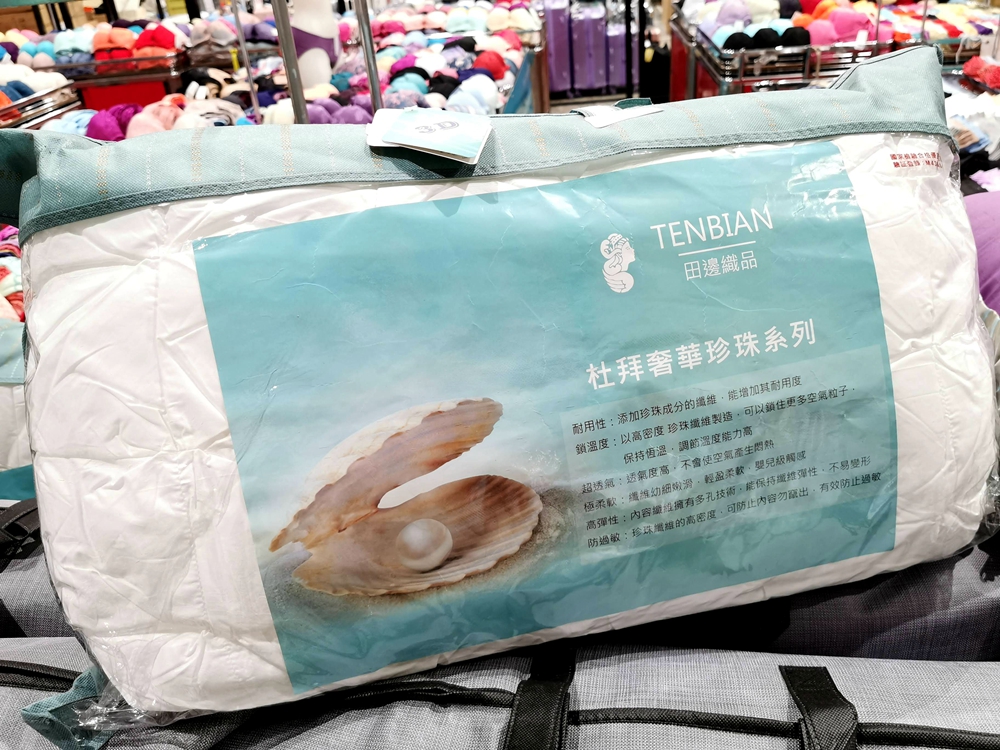 3D
TENBIAN
田邊織品
杜拜奢華珍珠系列
耐用性：添加珍珠成分的纖維，能增加其耐用度
鎖溫度：以高密度 珍珠纖維製造，可以鎖住更多空氣粒子，
保持恆溫，調節溫度能力高
超透氣：透氣度高，不會使空氣產生悶熱
極柔軟：纖維幼細嫩滑，輕盈柔軟，嬰兒級觸感
高彈性：內容纖維擁有多孔技術，能保持纖維彈性，不易變形
防過敏：珍珠纖維的高密度，可防止內容勿竄出，有效防止過敏